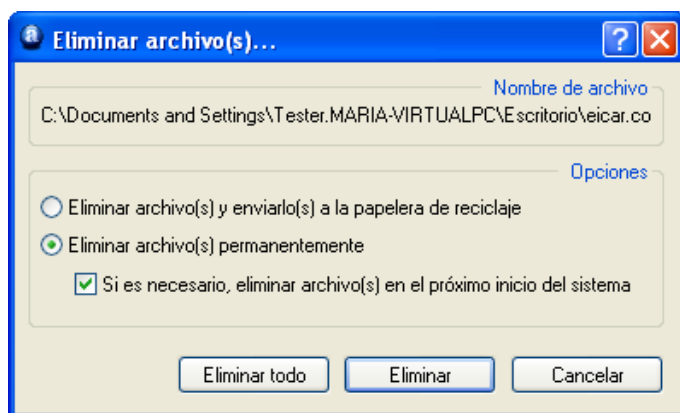 Eliminar archivo(s)...
Nombre de archivo
C:\Documents and Settings\Tester.MARIA-VIRTUALPC\Escritorio\eicar.co
Opciones
Eliminar archivo(s) y enviarlo(s) a la papelera de reciclaje
Eliminar archivo(s) permanentemente
Si es necesario, eliminar archivo(s) en el próximo inicio del sistema
Eliminar todo Eliminar Cancelar